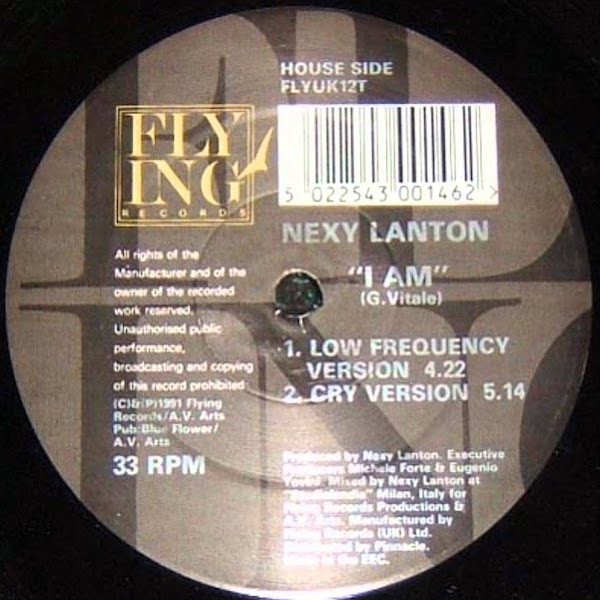 HOUSE SIDE
FLYUK12T
FLY
ING
RECORDS
5 022543 001462 >
NEXY LANTON
"I AM"
(G.Vitale)
1. LOW FREQUENCY
VERSION 4.22
2. CRY VERSION 5.14
All rights of the
Manufacturer and of the
owner of the recorded
work reserved.
Unauthorised public
performance,
broadcasting and copying
of this record prohibited
(C)&(P)1991 Flying
Records/A.V. Arts
Pub:Blue Flower/
A.V. Arts
33 RPM
Produced by Nexy Lanton. Executive
Producers Michele Forte & Eugenio
Mixed by Nexy Lanton at
"Studiolandia" Milan, Italy for
Flying Records Productions &
A.V. Arts. Manufactured by
Flying Records (UK) Ltd.
Distributed by Pinnacle.
Made in the EEC.